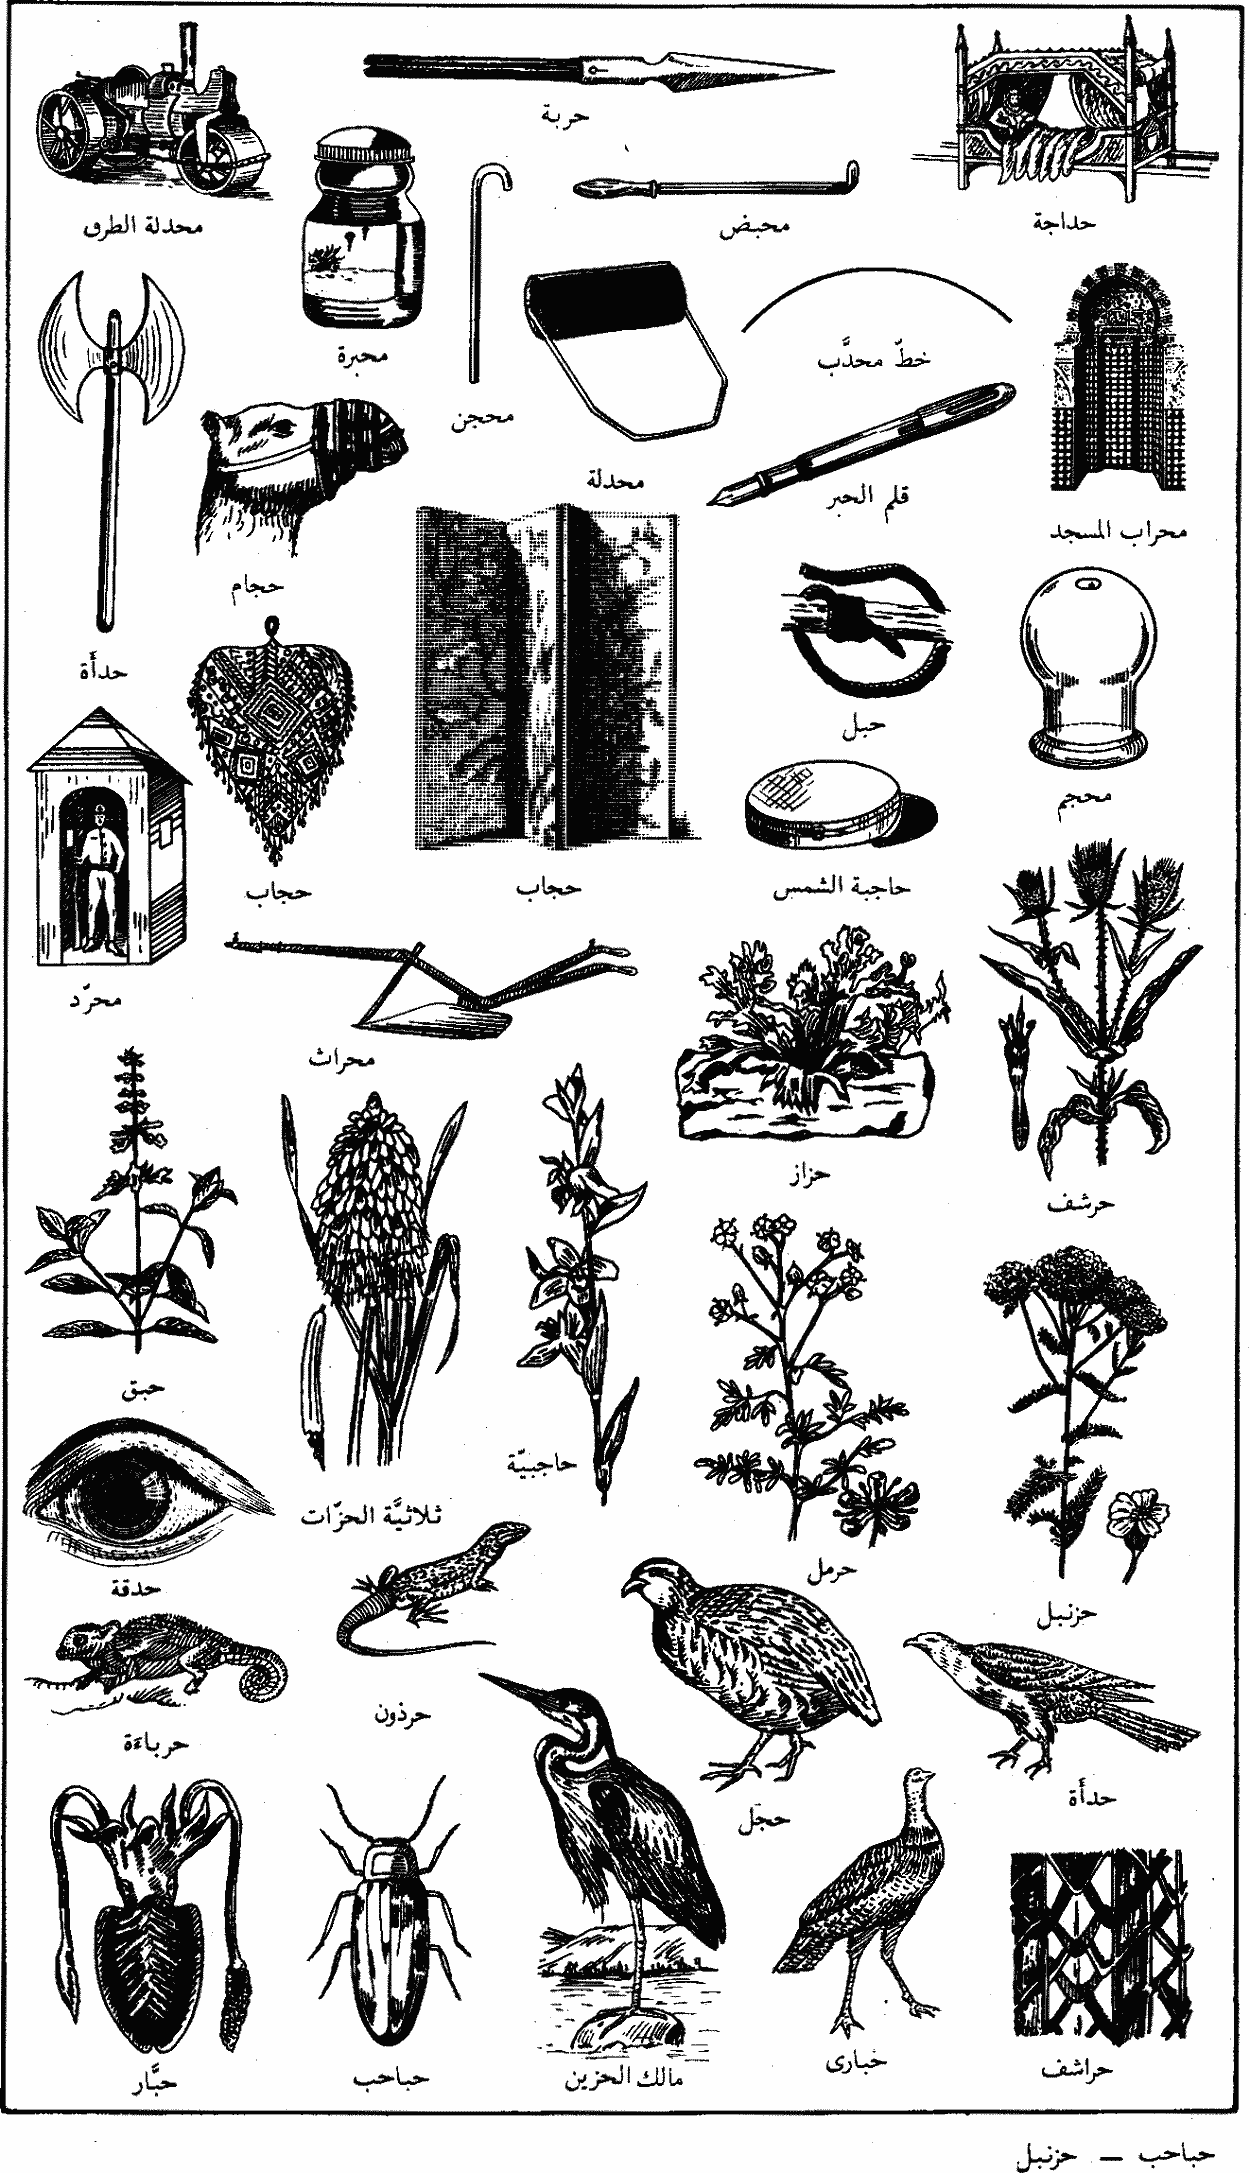 حربة
حداجة
محبض
محدلة الطرق
محبرة
خطّ محدَّب
محجن
محدلة
قلم الحبر
محراب المسجد
حجام
حدأة
حبل
محجم
حجاب
حجاب
حاجبة الشمس
محرّد
محراث
حزاز
حرشف
حبق
حاجبيّة
ثلاثيَّة الحزّات
حرمل
حدقة
حزنبل
حرذون
حرباءة
حدأة
حجل
حبَّار
حباحب
مالك الحزين
حبارى
حراشف
حباحب — حزنبل